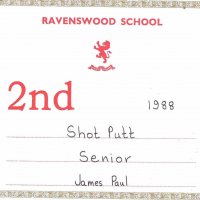 RAVENSWOOD SCHOOL
2nd
1988
Shot Putt
Senior
James Paul